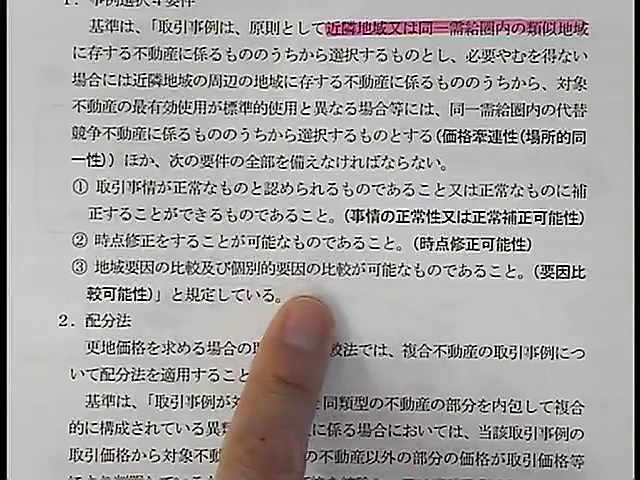 1．事例選択4要件
基準は、「取引事例は、原則として近隣地域又は同一需給圏内の類似地域
に存する不動産に係るもののうちから選択するものとし、必要やむを得ない
場合には近隣地域の周辺の地域に存する不動産に係るもののうちから、対象
不動産の最有効使用が標準的使用と異なる場合等には、同一需給圏内の代替
競争不動産に係るもののうちから選択するものとする（価格牽連性（場所的同
一性））ほか、次の要件の全部を備えなければならない。
① 取引事情が正常なものと認められるものであること又は正常なものに補
正することができるものであること。（事情の正常性又は正常補正可能性）
② 時点修正をすることが可能なものであること。（時点修正可能性）
③ 地域要因の比較及び個別的要因の比較が可能なものであること。（要因比
較可能性）」と規定している。
2．配分法
更地価格を求める場合の取 較法では、複合不動産の取引事例につ
いて配分法を適用すること
基準は、「取引事例が対 と同類型の不動産の部分を内包して複合
的に構成されている異類 に係る場合においては、当該取引事例の
取引価格から対象不動 の不動産以外の部分の価格が取引価格等